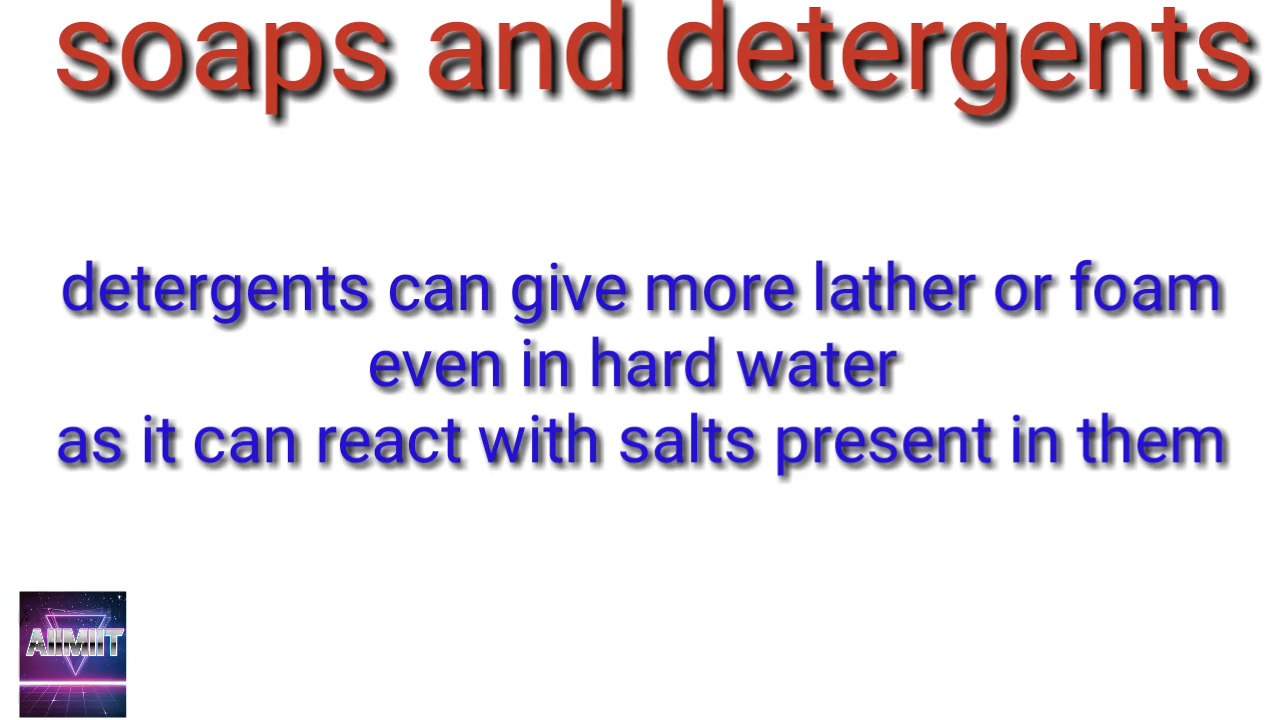 soaps and detergents
detergents can give more lather or foam
even in hard water
as it can react with salts present in them
AIIMIIT